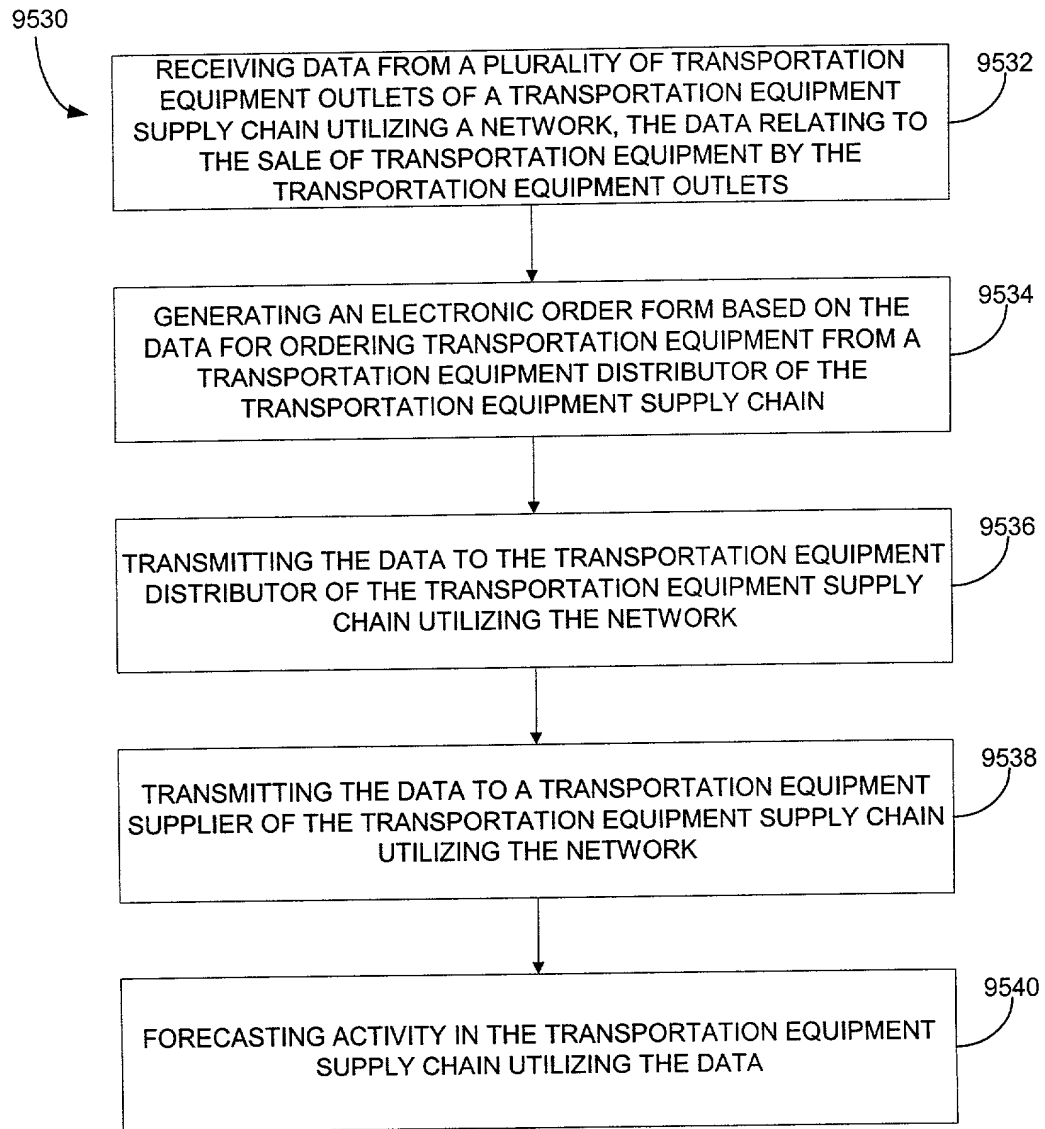 9530
RECEIVING DATA FROM A PLURALITY OF TRANSPORTATION
EQUIPMENT OUTLETS OF A TRANSPORTATION EQUIPMENT
SUPPLY CHAIN UTILIZING A NETWORK, THE DATA RELATING TO
THE SALE OF TRANSPORTATION EQUIPMENT BY THE
TRANSPORTATION EQUIPMENT OUTLETS
9532
GENERATING AN ELECTRONIC ORDER FORM BASED ON THE
DATA FOR ORDERING TRANSPORTATION EQUIPMENT FROM A
TRANSPORTATION EQUIPMENT DISTRIBUTOR OF THE
TRANSPORTATION EQUIPMENT SUPPLY CHAIN
9534
TRANSMITTING THE DATA TO THE TRANSPORTATION EQUIPMENT
DISTRIBUTOR OF THE TRANSPORTATION EQUIPMENT SUPPLY
CHAIN UTILIZING THE NETWORK
9536
TRANSMITTING THE DATA TO A TRANSPORTATION EQUIPMENT
SUPPLIER OF THE TRANSPORTATION EQUIPMENT SUPPLY CHAIN
UTILIZING THE NETWORK
9538
FORECASTING ACTIVITY IN THE TRANSPORTATION EQUIPMENT
SUPPLY CHAIN UTILIZING THE DATA
9540